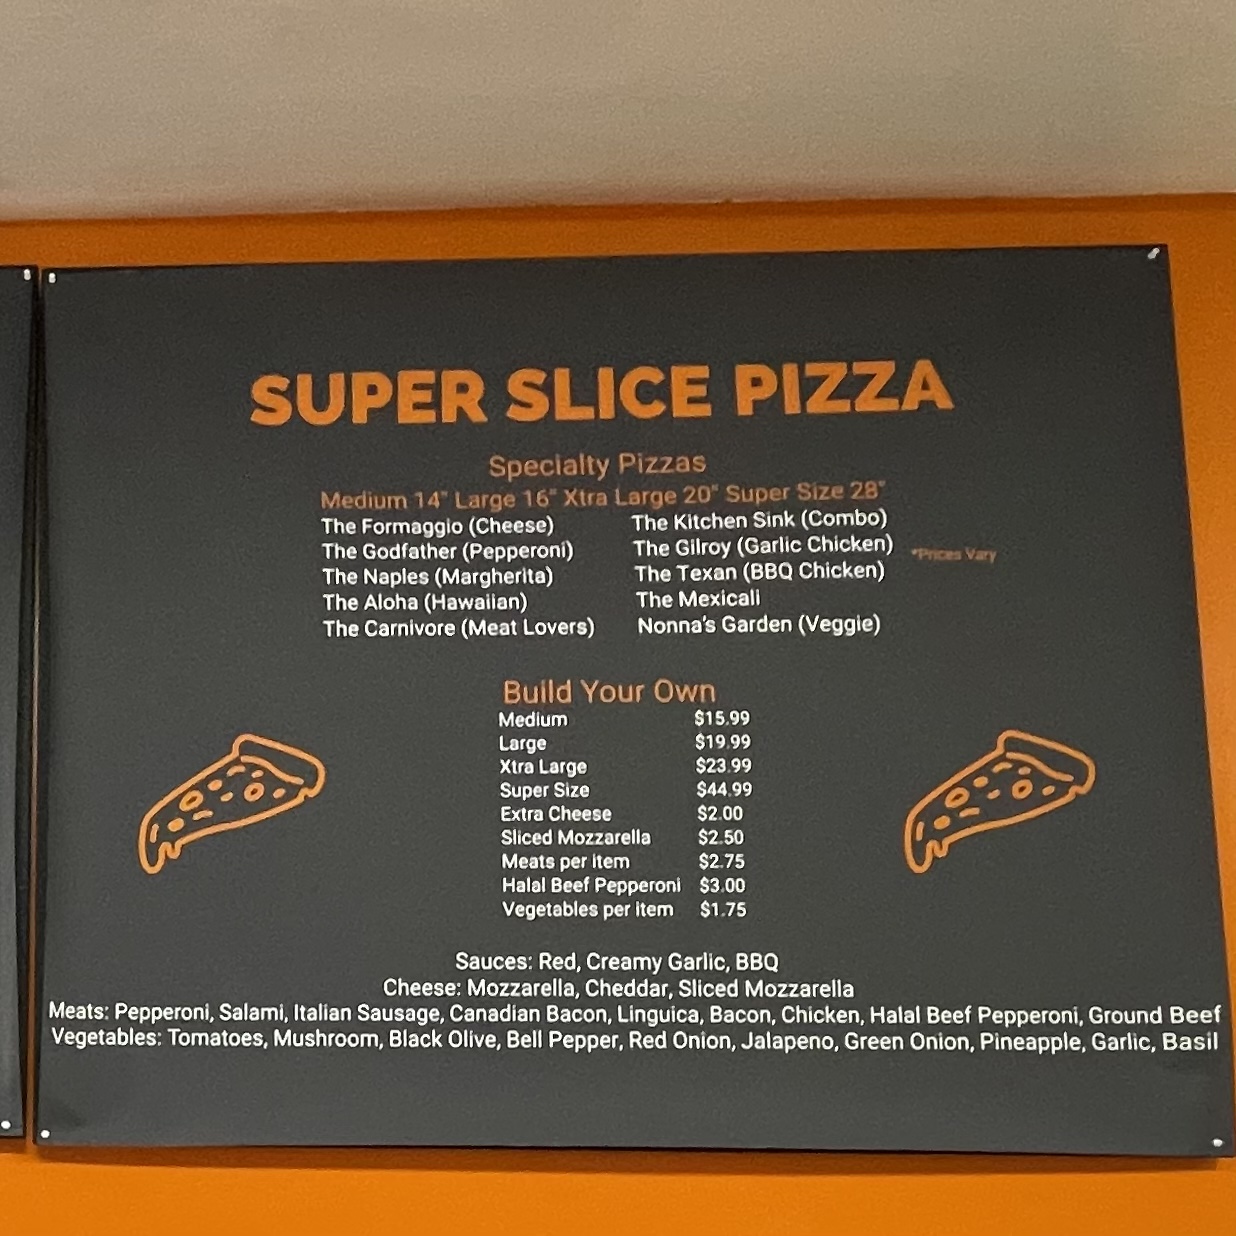 SUPER SLICE PIZZA
Specialty Pizzas
Medium 14" Large 16" Xtra Large 20" Super Size 28"
The Formaggio (Cheese)
The Godfather (Pepperoni)
The Naples (Margherita)
The Aloha (Hawaiian)
The Carnivore (Meat Lovers)
The Kitchen Sink (Combo)
The Gilroy (Garlic Chicken)
The Texan (BBQ Chicken)
The Mexicali
Nonna's Garden (Veggie)
*Prices Vary
Build Your Own
Medium $15.99
Large $19.99
Xtra Large $23.99
Super Size $44.99
Extra Cheese $2.00
Sliced Mozzarella $2.50
Meats per item $2.75
Halal Beef Pepperoni $3.00
Vegetables per item $1.75
Sauces: Red, Creamy Garlic, BBQ
Cheese: Mozzarella, Cheddar, Sliced Mozzarella
Meats: Pepperoni, Salami, Italian Sausage, Canadian Bacon, Linguica, Bacon, Chicken, Halal Beef Pepperoni, Ground Beef
Vegetables: Tomatoes, Mushroom, Black Olive, Bell Pepper, Red Onion, Jalapeno, Green Onion, Pineapple, Garlic, Basil